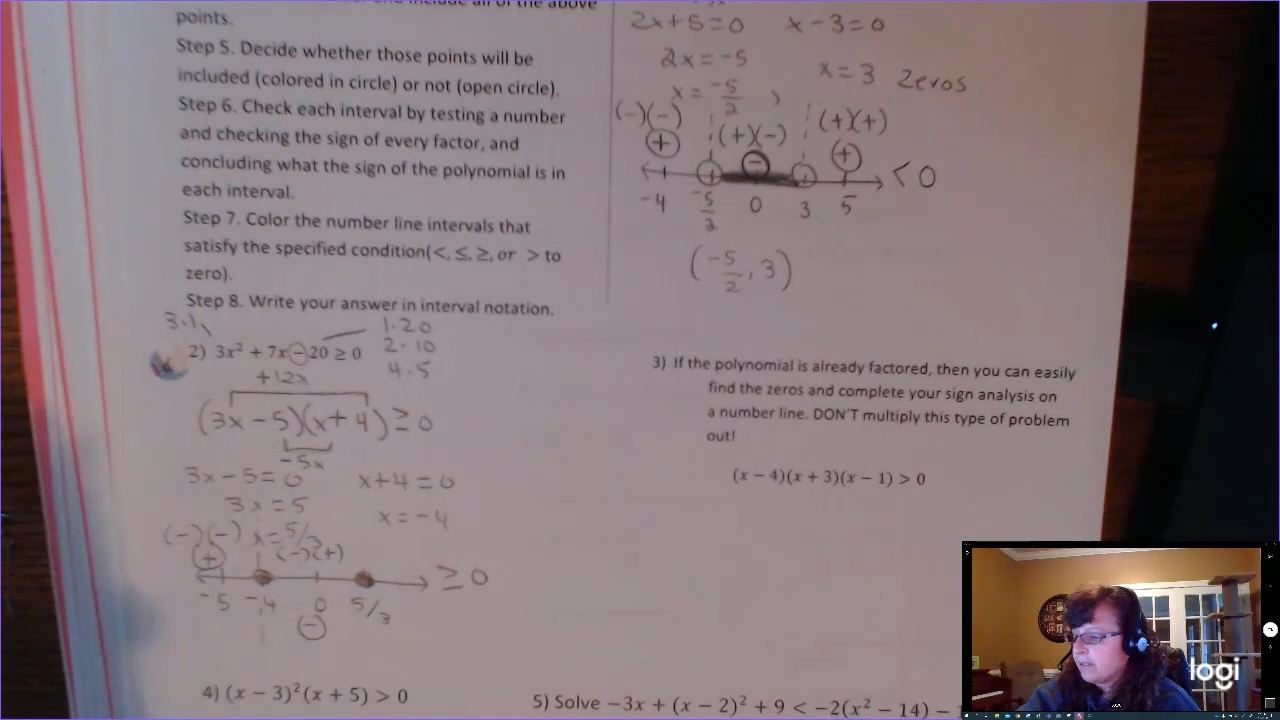 points.
Step 5. Decide whether those points will be
included (colored in circle) or not (open circle).
Step 6. Check each interval by testing a number
and checking the sign of every factor, and
concluding what the sign of the polynomial is in
each interval.
Step 7. Color the number line intervals that
satisfy the specified condition(<, ≤, ≥, or > to
zero).
Step 8. Write your answer in interval notation.
2x+5=0 x-3=0
2x=-5
x=3 Zeros
x=-5/2 ,
(-)(-) (+)(-) (+)(+)
+ - +
< 0
-4 -5/2 0 3 5
(-5/2, 3)
3·1
1·20
2) 3x² + 7x - 20 ≥ 0
2·10
+12x
4·5
(3x-5)(x+4) ≥ 0
-5x
3x-5=0 x+4=0
3x=5
x=-4
(-)(-) x=5/3
(-)(+)
+
≥ 0
-5 -4 0 5/3
-
3) If the polynomial is already factored, then you can easily
find the zeros and complete your sign analysis on
a number line. DON'T multiply this type of problem
out!
(x - 4)(x + 3)(x - 1) > 0
4) (x - 3)²(x + 5) > 0
5) Solve -3x + (x - 2)² + 9 < -2(x² - 14) -
logi